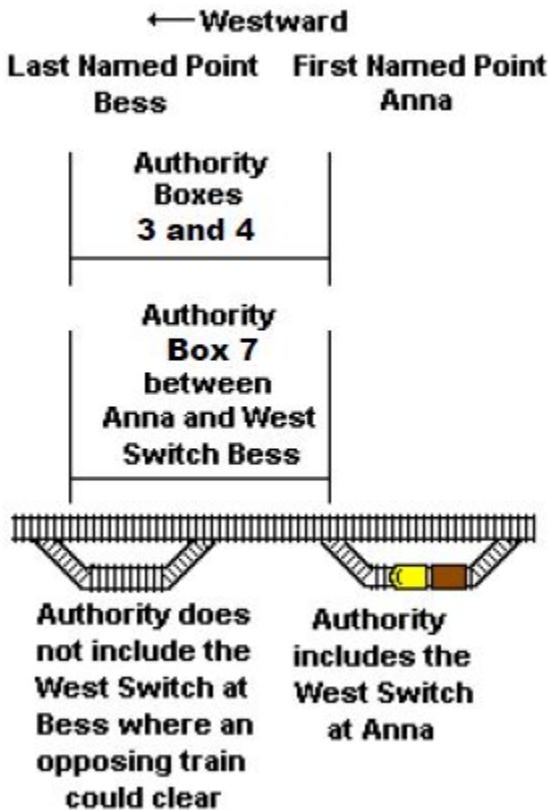 ← Westward
Last Named Point
Bess
First Named Point
Anna
Authority
Boxes
3 and 4
Authority
Box 7
between
Anna and West
Switch Bess
Authority does
not include the
West Switch at
Bess where an
opposing train
could clear
Authority
includes the
West Switch
at Anna